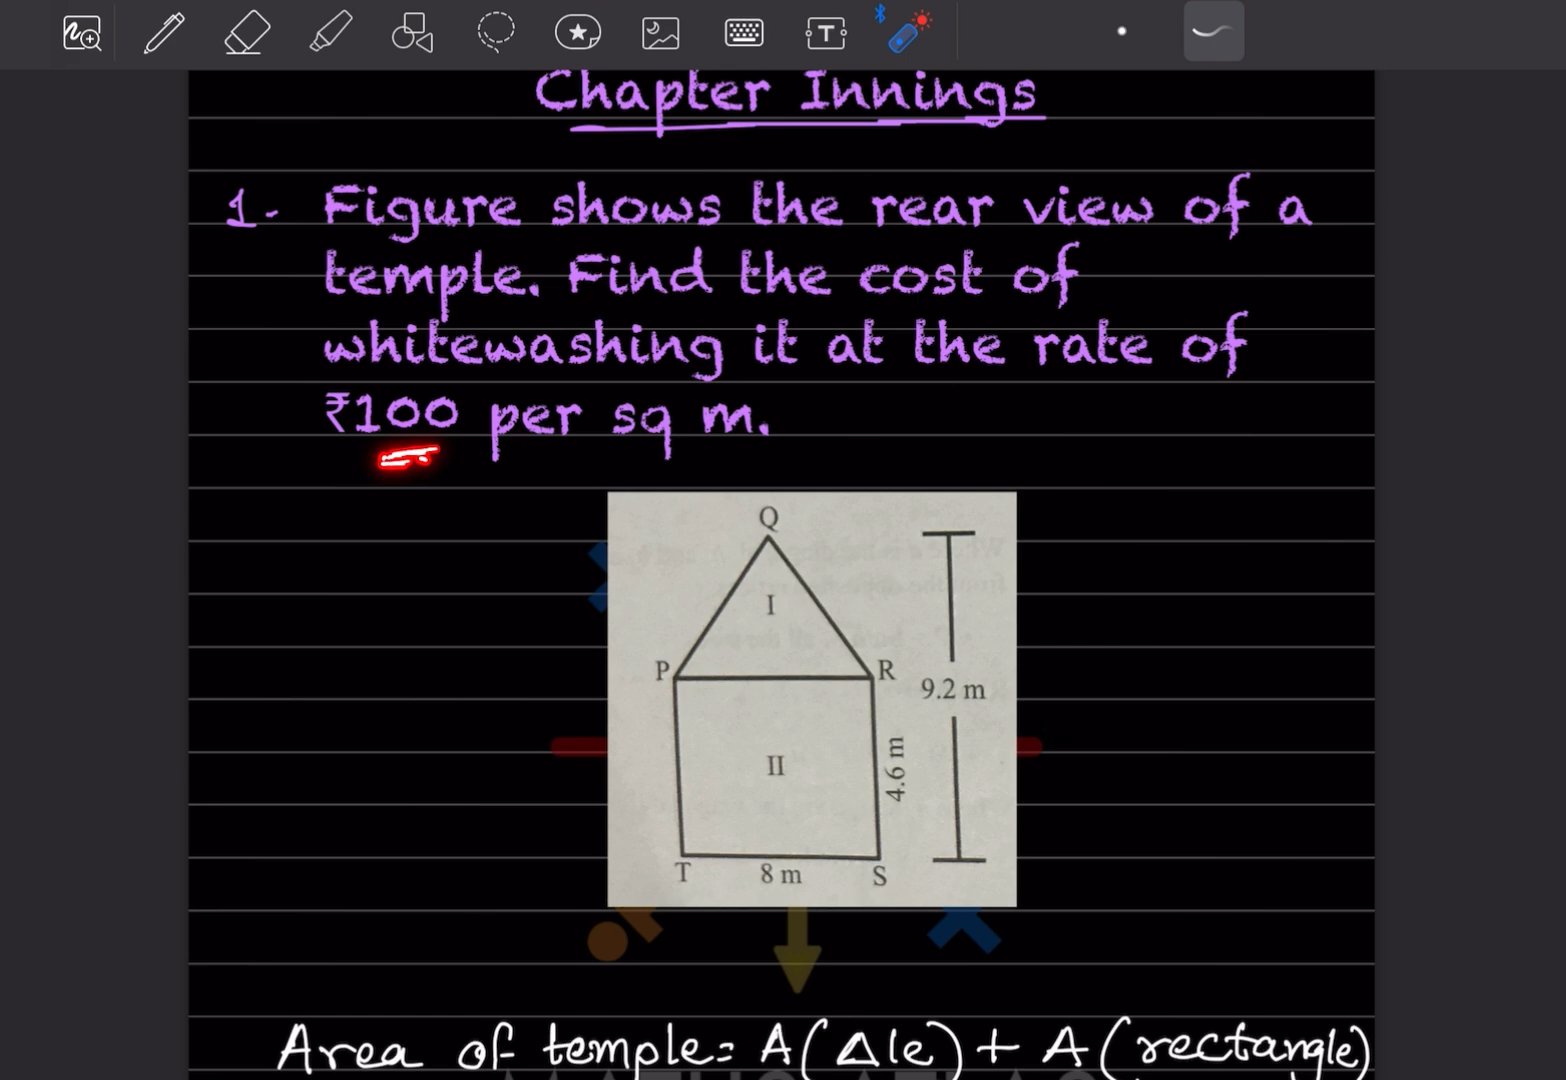 Chapter Innings
1. Figure shows the rear view of a
temple. Find the cost of
whitewashing it at the rate of
₹100 per sq m.
Q
I
P
R
9.2 m
II
4.6 m
T
8 m
S
Area of temple= A(Δle)+ A(rectangle)